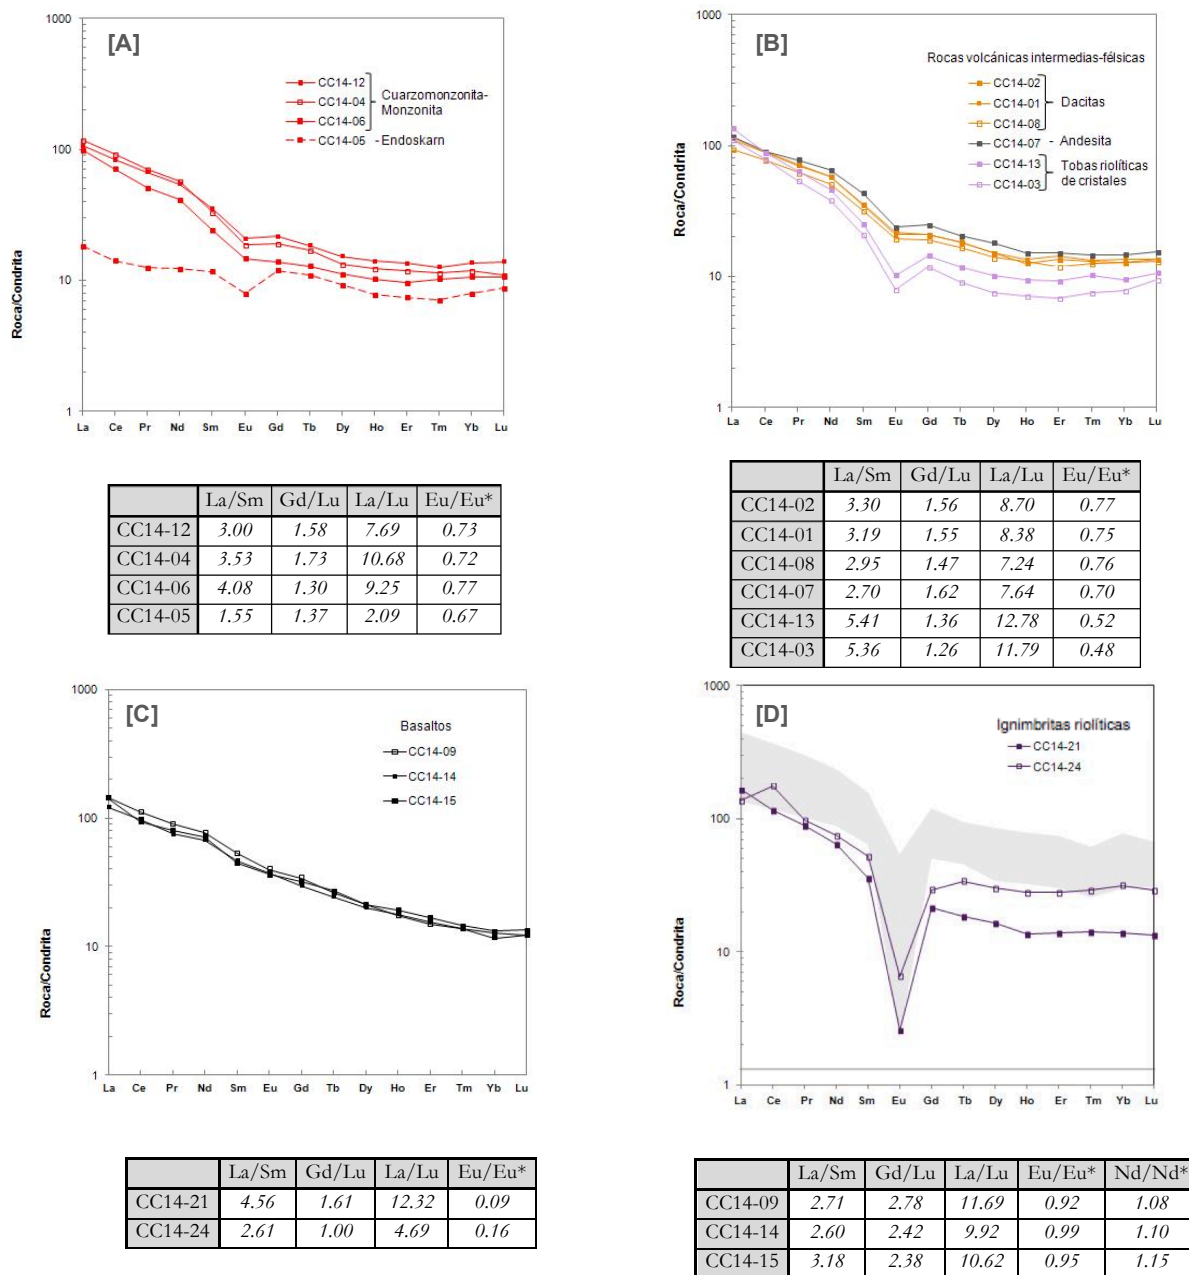 [A]
1000
100
10
1
Roca/Condrita
CC14-12
CC14-04
CC14-06
CC14-05
Cuarzomonzonita-
Monzonita
- Endoskarn
La Ce Pr Nd Sm Eu Gd Tb Dy Ho Er Tm Yb Lu
La/Sm Gd/Lu La/Lu Eu/Eu*
CC14-12 3.00 1.58 7.69 0.73
CC14-04 3.53 1.73 10.68 0.72
CC14-06 4.08 1.30 9.25 0.77
CC14-05 1.55 1.37 2.09 0.67
[B]
1000
100
10
1
Roca/Condrita
Rocas volcánicas intermedias-félsicas
CC14-02
CC14-01
CC14-08
CC14-07
CC14-13
CC14-03
Dacitas
- Andesita
Tobas riolíticas
de cristales
La Ce Pr Nd Sm Eu Gd Tb Dy Ho Er Tm Yb Lu
La/Sm Gd/Lu La/Lu Eu/Eu*
CC14-02 3.30 1.56 8.70 0.77
CC14-01 3.19 1.55 8.38 0.75
CC14-08 2.95 1.47 7.24 0.76
CC14-07 2.70 1.62 7.64 0.70
CC14-13 5.41 1.36 12.78 0.52
CC14-03 5.36 1.26 11.79 0.48
[C]
1000
100
10
1
Roca/Condrita
Basaltos
CC14-09
CC14-14
CC14-15
La Ce Pr Nd Sm Eu Gd Tb Dy Ho Er Tm Yb Lu
La/Sm Gd/Lu La/Lu Eu/Eu*
CC14-21 4.56 1.61 12.32 0.09
CC14-24 2.61 1.00 4.69 0.16
[D]
1000
100
10
1
Roca/Condrita
Ignimbritas riolíticas
CC14-21
CC14-24
La Ce Pr Nd Sm Eu Gd Tb Dy Ho Er Tm Yb Lu
La/Sm Gd/Lu La/Lu Eu/Eu* Nd/Nd*
CC14-09 2.71 2.78 11.69 0.92 1.08
CC14-14 2.60 2.42 9.92 0.99 1.10
CC14-15 3.18 2.38 10.62 0.95 1.15